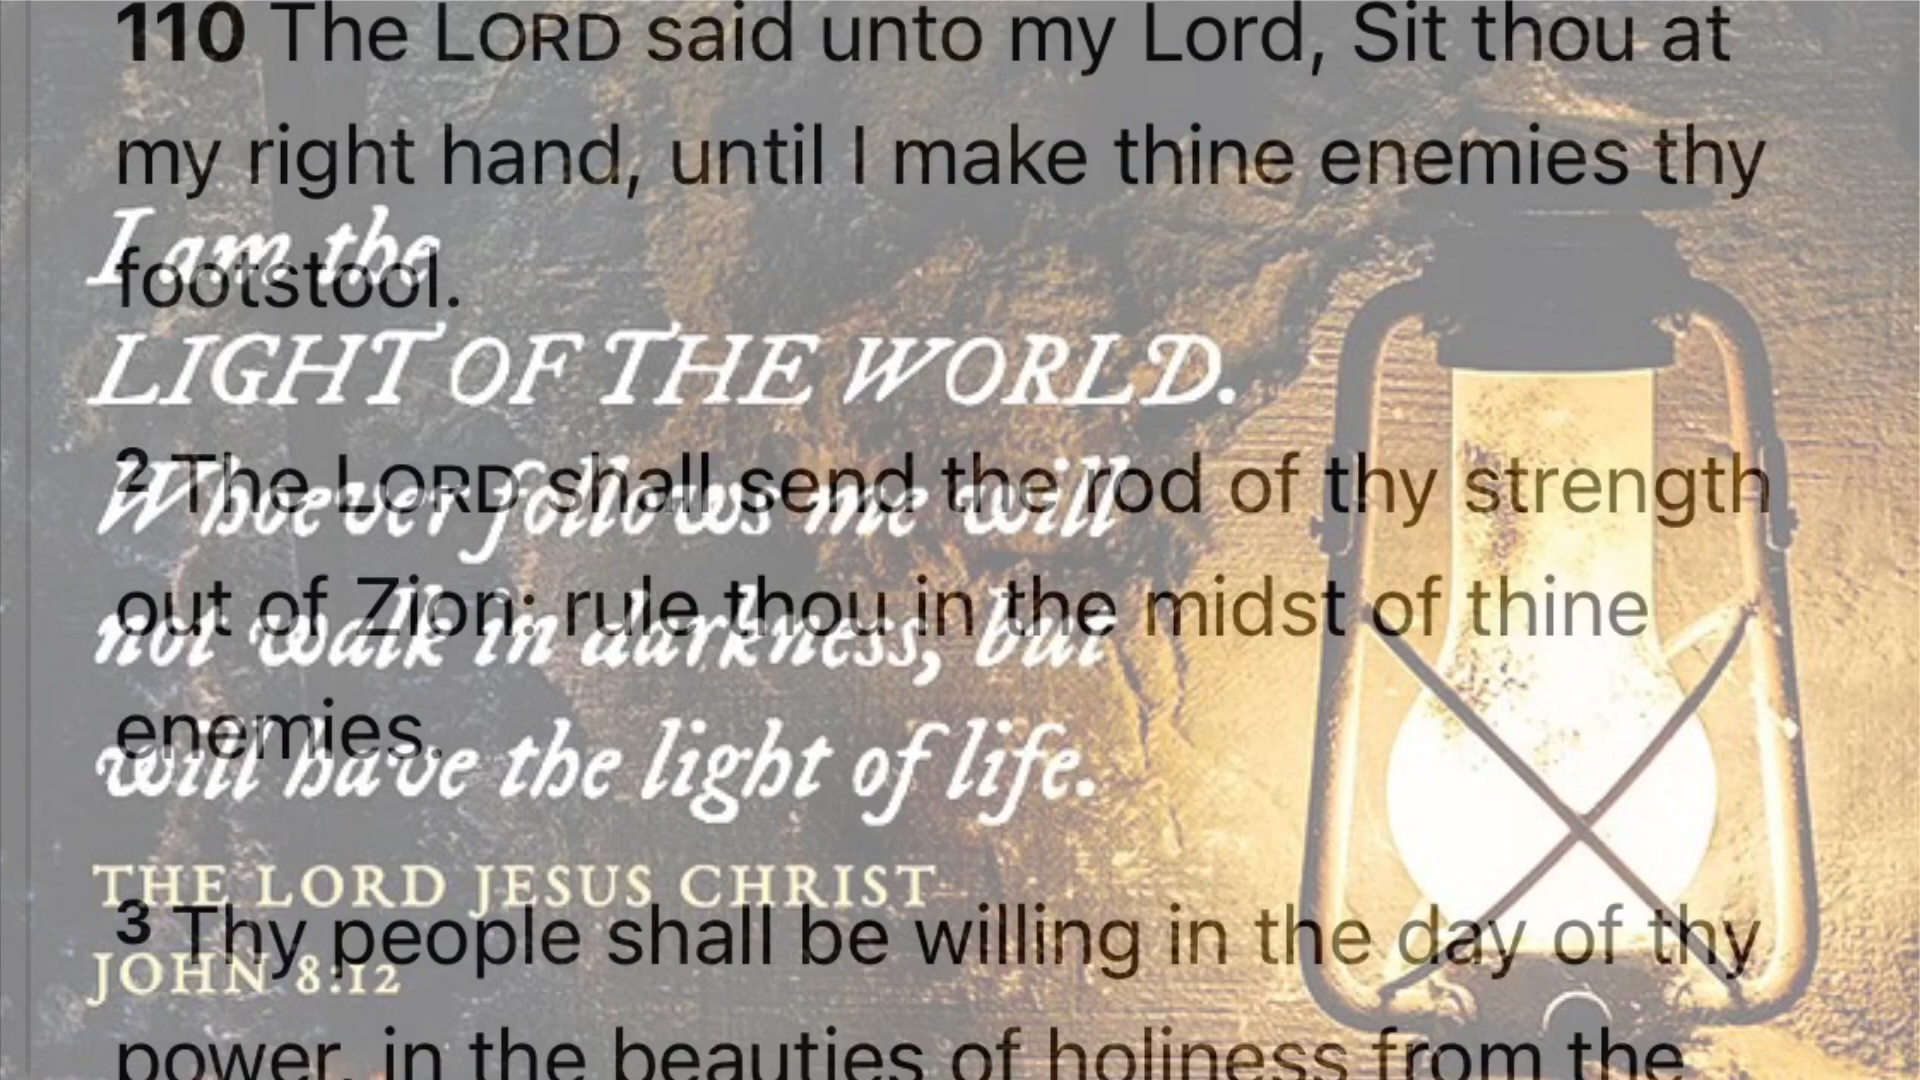 110 The LORD said unto my Lord, Sit thou at
my right hand, until I make thine enemies thy
footstool.
2 The LORD shall send the rod of thy strength
out of Zion: rule thou in the midst of thine
enemies.
3 Thy people shall be willing in the day of thy
power, in the beauties of holiness from the
I am the
LIGHT OF THE WORLD.
Whoever follows me will
not walk in darkness, but
will have the light of life.
THE LORD JESUS CHRIST
JOHN 8:12